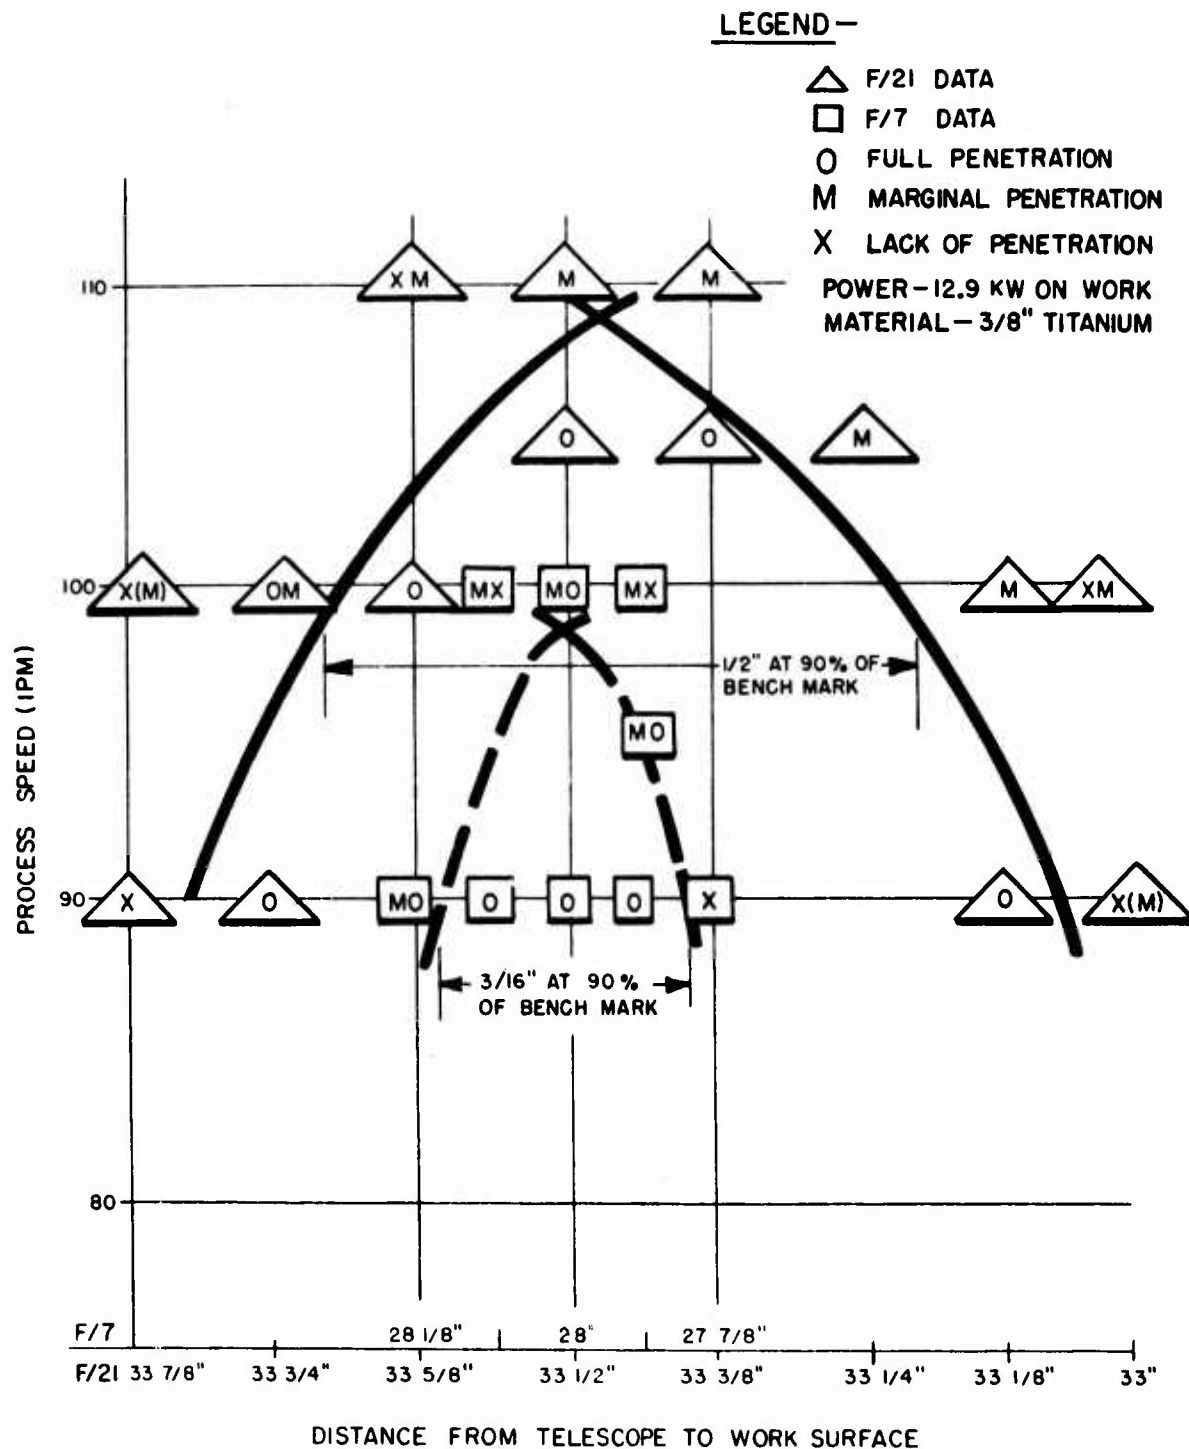 LEGEND—
F/21 DATA
F/7 DATA
O FULL PENETRATION
M MARGINAL PENETRATION
X LACK OF PENETRATION
POWER-12.9 KW ON WORK
MATERIAL-3/8" TITANIUM
110
XM
M
M
O
O
M
100
X(M)
OM
O
MX
MO
MX
M
XM
1/2" AT 90% OF
BENCH MARK
MO
PROCESS SPEED (IPM)
90
X
O
MO
O
O
O
X
O
X(M)
3/16" AT 90%
OF BENCH MARK
80
F/7 28 1/8" 28" 27 7/8"
F/21 33 7/8" 33 3/4" 33 5/8" 33 1/2" 33 3/8" 33 1/4" 33 1/8" 33"
DISTANCE FROM TELESCOPE TO WORK SURFACE